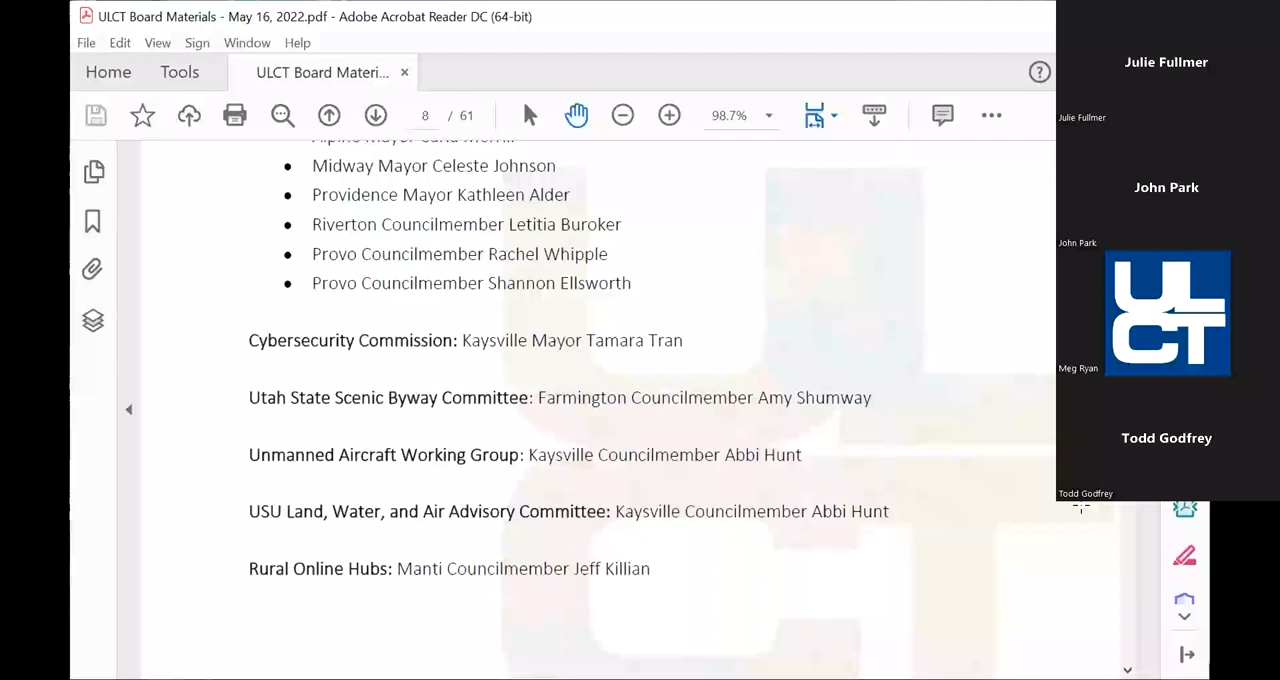 ULCT Board Materials - May 16, 2022.pdf - Adobe Acrobat Reader DC (64-bit)
File Edit View Sign Window Help
Home Tools ULCT Board Materi... ×
8 / 61 98.7%
• Midway Mayor Celeste Johnson
• Providence Mayor Kathleen Alder
• Riverton Councilmember Letitia Buroker
• Provo Councilmember Rachel Whipple
• Provo Councilmember Shannon Ellsworth
Cybersecurity Commission: Kaysville Mayor Tamara Tran
Utah State Scenic Byway Committee: Farmington Councilmember Amy Shumway
Unmanned Aircraft Working Group: Kaysville Councilmember Abbi Hunt
USU Land, Water, and Air Advisory Committee: Kaysville Councilmember Abbi Hunt
Rural Online Hubs: Manti Councilmember Jeff Killian
Julie Fullmer
Julie Fullmer
John Park
John Park
UL
CT
Meg Ryan
Todd Godfrey
Todd Godfrey